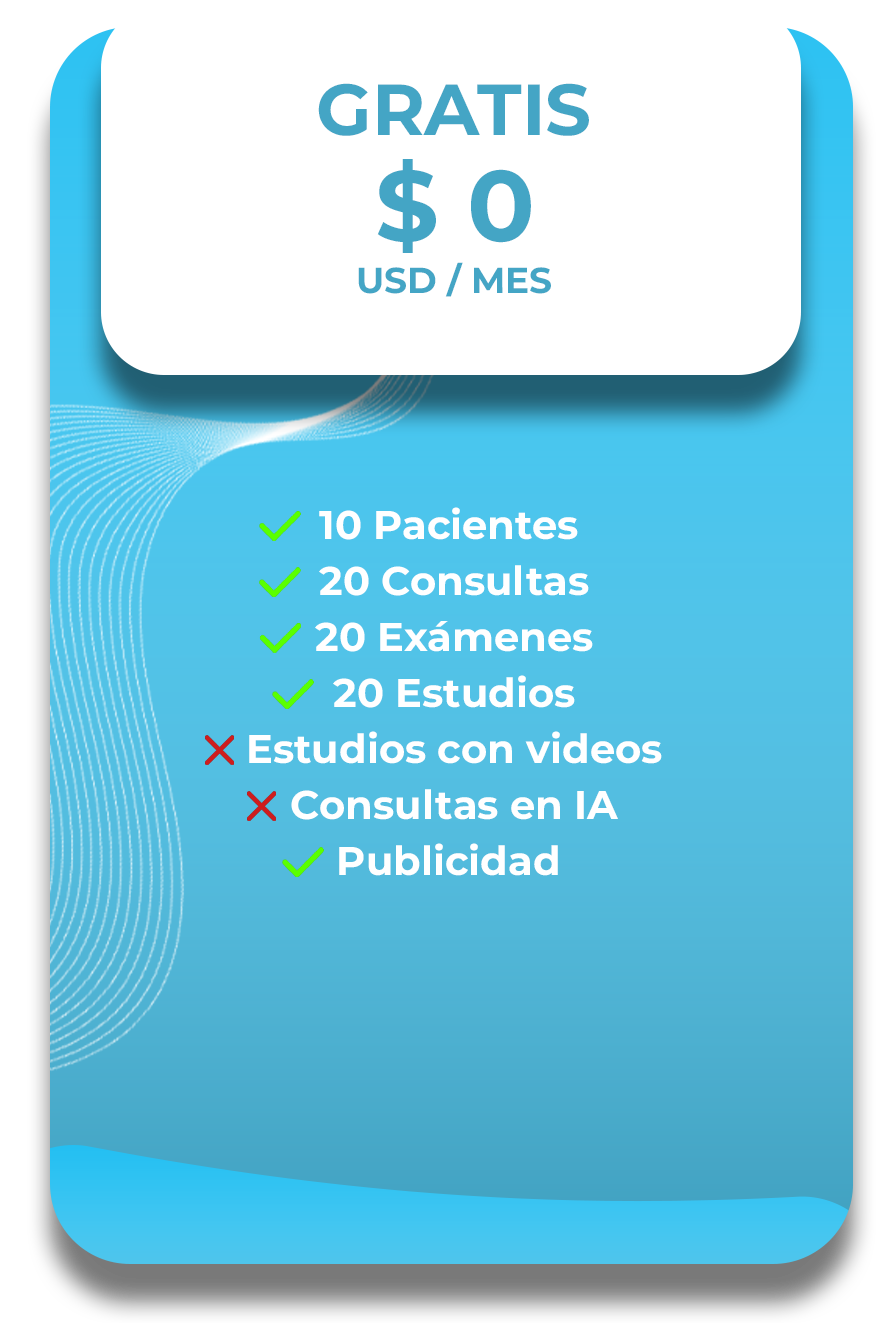 GRATIS
$ 0
USD / MES
10 Pacientes
20 Consultas
20 Exámenes
20 Estudios
Estudios con videos
Consultas en IA
Publicidad